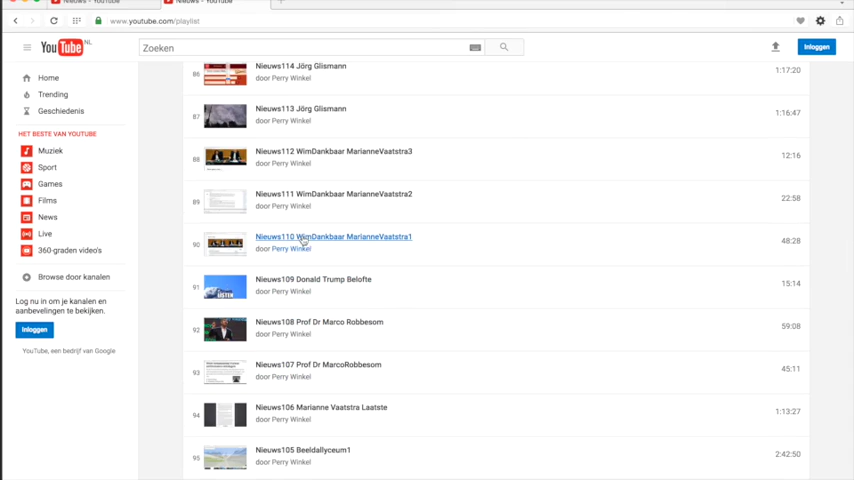 Nieuws - YouTube
Nieuws - YouTube
www.youtube.com/playlist
YouTube NL
Zoeken
Inloggen
Home
Trending
Geschiedenis
HET BESTE VAN YOUTUBE
Muziek
Sport
Games
Films
News
Live
360-graden video's
Browse door kanalen
Log nu in om je kanalen en
aanbevelingen te bekijken.
Inloggen
YouTube, een bedrijf van Google
86 Nieuws114 Jörg Glismann 1:17:20
door Perry Winkel
87 Nieuws113 Jörg Glismann 1:16:47
door Perry Winkel
88 Nieuws112 WimDankbaar MarianneVaatstra3 12:16
door Perry Winkel
89 Nieuws111 WimDankbaar MarianneVaatstra2 22:58
door Perry Winkel
90 Nieuws110 WimDankbaar MarianneVaatstra1 48:28
door Perry Winkel
91 Nieuws109 Donald Trump Belofte 15:14
door Perry Winkel
92 Nieuws108 Prof Dr Marco Robbesom 59:08
door Perry Winkel
93 Nieuws107 Prof Dr MarcoRobbesom 45:11
door Perry Winkel
94 Nieuws106 Marianne Vaatstra Laatste 1:13:27
door Perry Winkel
95 Nieuws105 Beeldallyceum1 2:42:50
door Perry Winkel